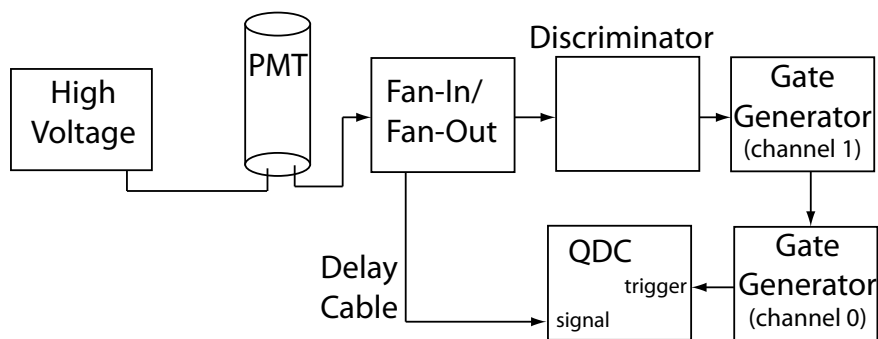 Discriminator
High
Voltage
PMT
Fan-In/
Fan-Out
Gate
Generator
(channel 1)
Delay
Cable
QDC
trigger
signal
Gate
Generator
(channel 0)